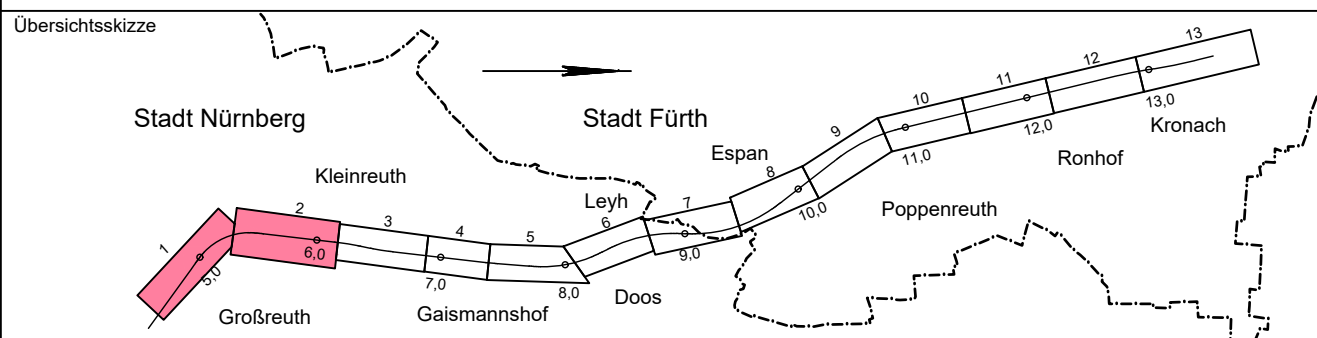 Übersichtsskizze
13
12
11
10
9
8
7
6
5
4
3
2
1
Stadt Nürnberg
Stadt Fürth
Kronach
13,0
12,0
Ronhof
11,0
Espan
Kleinreuth
Leyh
10,0
Poppenreuth
9,0
6,0
5,0
7,0
8,0
Doos
Großreuth
Gaismannshof